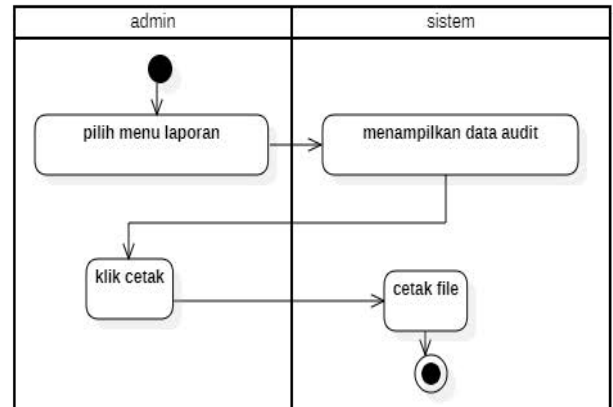 admin
sistem
pilih menu laporan
menampilkan data audit
klik cetak
cetak file